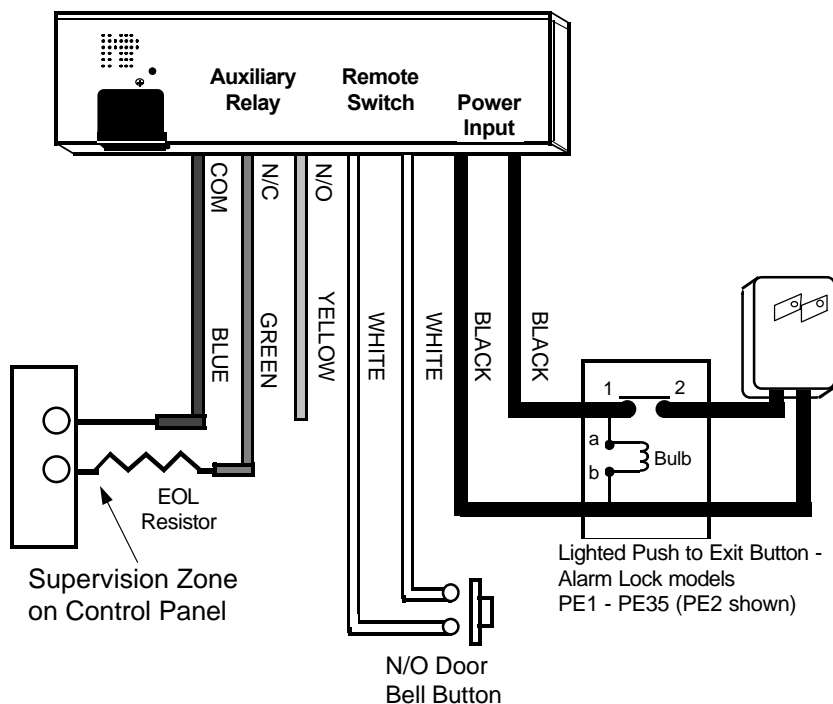 Auxiliary
Relay
Remote
Switch
Power
Input
COM
N/C
N/O
BLUE
GREEN
YELLOW
WHITE
WHITE
BLACK
BLACK
1
2
a
b
Bulb
EOL
Resistor
Supervision Zone
on Control Panel
Lighted Push to Exit Button -
Alarm Lock models
PE1 - PE35 (PE2 shown)
N/O Door
Bell Button